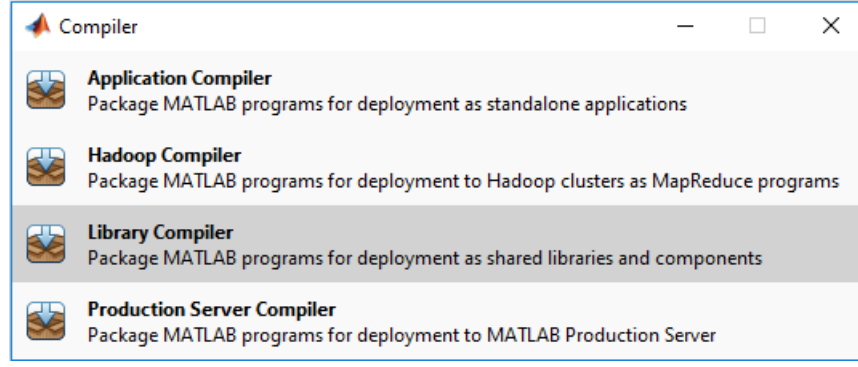 Compiler
Application Compiler
Package MATLAB programs for deployment as standalone applications
Hadoop Compiler
Package MATLAB programs for deployment to Hadoop clusters as MapReduce programs
Library Compiler
Package MATLAB programs for deployment as shared libraries and components
Production Server Compiler
Package MATLAB programs for deployment to MATLAB Production Server